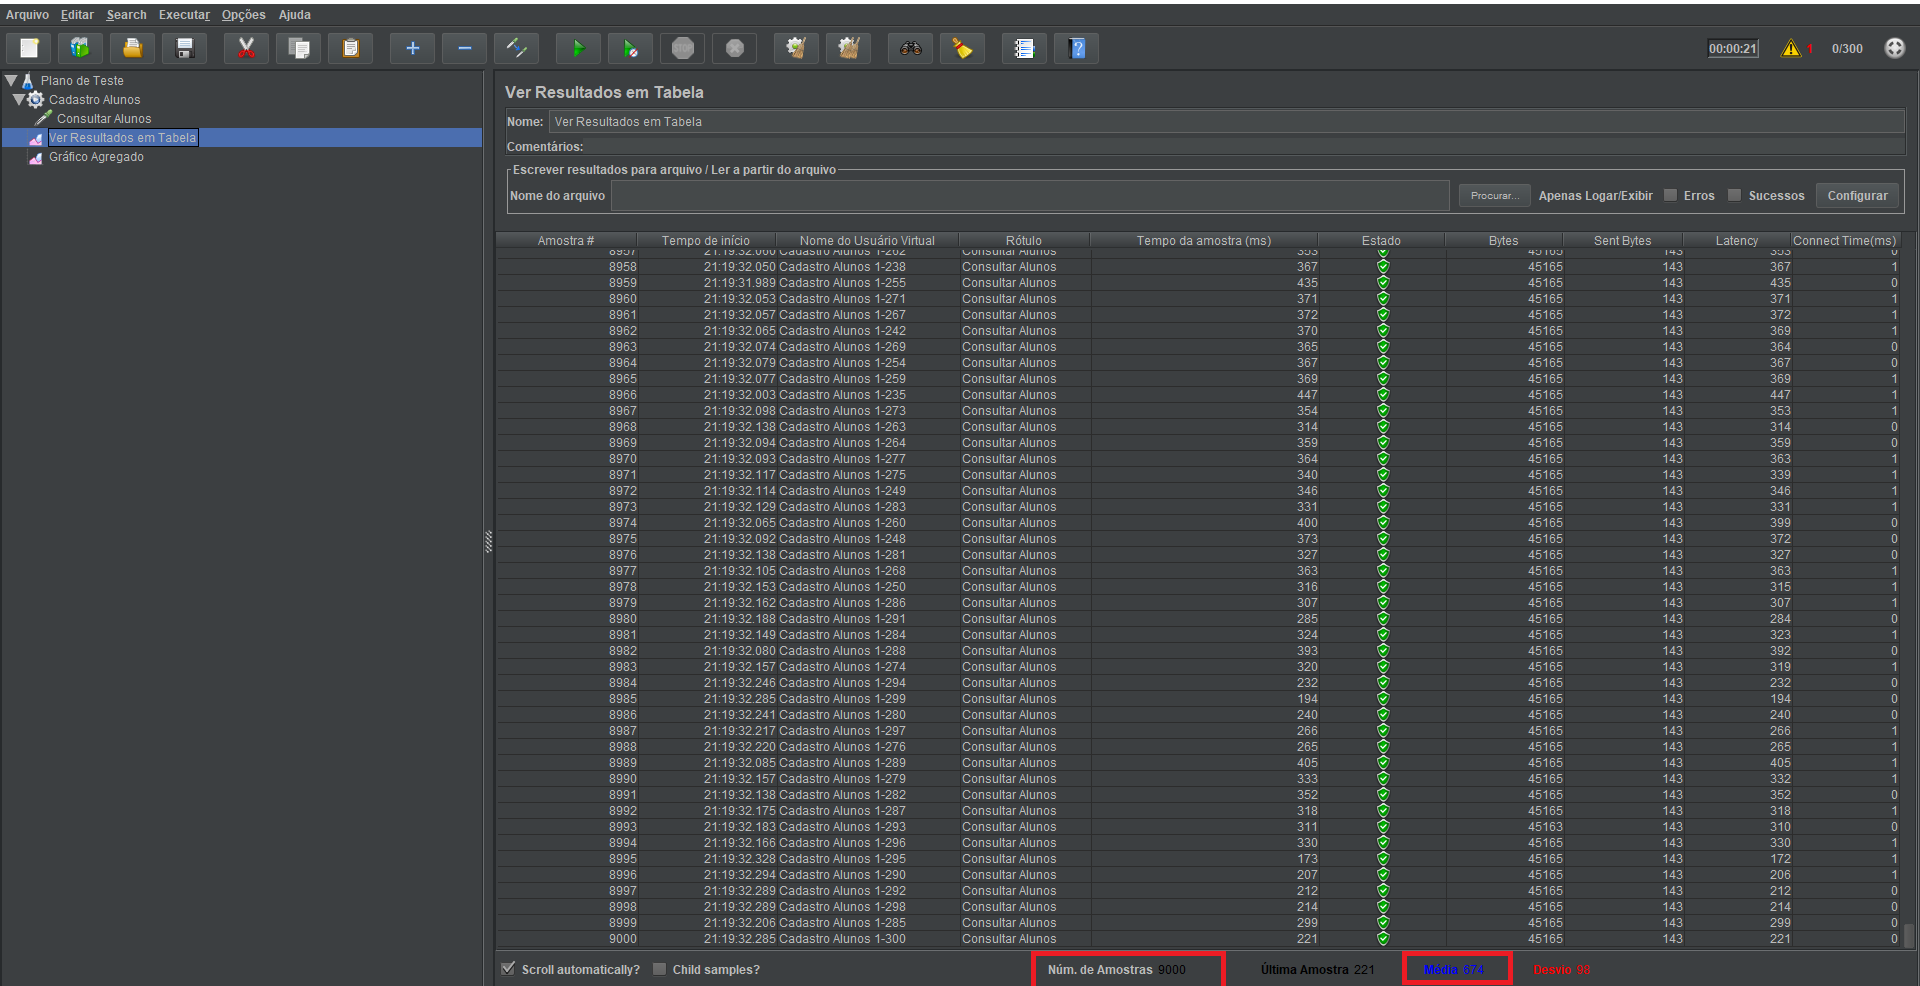 Arquivo Editar Search Executar Opções Ajuda
00:00:21 1 0/300
Plano de Teste
Cadastro Alunos
Consultar Alunos
Ver Resultados em Tabela
Gráfico Agregado
Ver Resultados em Tabela
Nome: Ver Resultados em Tabela
Comentários:
Escrever resultados para arquivo / Ler a partir do arquivo
Nome do arquivo Procurar... Apenas Logar/Exibir Erros Sucessos Configurar
Amostra # Tempo de início Nome do Usuário Virtual Rótulo Tempo da amostra (ms) Estado Bytes Sent Bytes Latency Connect Time(ms)
8957 21:19:32.060 Cadastro Alunos 1-262 Consultar Alunos 353 45165 143 353 0
8958 21:19:32.050 Cadastro Alunos 1-238 Consultar Alunos 367 45165 143 367 1
8959 21:19:31.989 Cadastro Alunos 1-255 Consultar Alunos 435 45165 143 435 0
8960 21:19:32.053 Cadastro Alunos 1-271 Consultar Alunos 371 45165 143 371 1
8961 21:19:32.057 Cadastro Alunos 1-267 Consultar Alunos 372 45165 143 372 1
8962 21:19:32.065 Cadastro Alunos 1-242 Consultar Alunos 370 45165 143 369 1
8963 21:19:32.074 Cadastro Alunos 1-269 Consultar Alunos 365 45165 143 364 0
8964 21:19:32.079 Cadastro Alunos 1-254 Consultar Alunos 367 45165 143 367 0
8965 21:19:32.077 Cadastro Alunos 1-259 Consultar Alunos 369 45165 143 369 1
8966 21:19:32.003 Cadastro Alunos 1-235 Consultar Alunos 447 45165 143 447 1
8967 21:19:32.098 Cadastro Alunos 1-273 Consultar Alunos 354 45165 143 353 1
8968 21:19:32.138 Cadastro Alunos 1-263 Consultar Alunos 314 45165 143 314 0
8969 21:19:32.094 Cadastro Alunos 1-264 Consultar Alunos 359 45165 143 359 0
8970 21:19:32.093 Cadastro Alunos 1-277 Consultar Alunos 364 45165 143 363 1
8971 21:19:32.117 Cadastro Alunos 1-275 Consultar Alunos 340 45165 143 339 1
8972 21:19:32.114 Cadastro Alunos 1-249 Consultar Alunos 346 45165 143 346 1
8973 21:19:32.129 Cadastro Alunos 1-283 Consultar Alunos 331 45165 143 331 1
8974 21:19:32.065 Cadastro Alunos 1-260 Consultar Alunos 400 45165 143 399 0
8975 21:19:32.092 Cadastro Alunos 1-248 Consultar Alunos 373 45165 143 372 0
8976 21:19:32.138 Cadastro Alunos 1-281 Consultar Alunos 327 45165 143 327 0
8977 21:19:32.105 Cadastro Alunos 1-268 Consultar Alunos 363 45165 143 363 1
8978 21:19:32.153 Cadastro Alunos 1-250 Consultar Alunos 316 45165 143 315 1
8979 21:19:32.162 Cadastro Alunos 1-286 Consultar Alunos 307 45165 143 307 1
8980 21:19:32.188 Cadastro Alunos 1-291 Consultar Alunos 285 45165 143 284 0
8981 21:19:32.149 Cadastro Alunos 1-284 Consultar Alunos 324 45165 143 323 1
8982 21:19:32.080 Cadastro Alunos 1-288 Consultar Alunos 393 45165 143 392 0
8983 21:19:32.157 Cadastro Alunos 1-274 Consultar Alunos 320 45165 143 319 1
8984 21:19:32.246 Cadastro Alunos 1-294 Consultar Alunos 232 45165 143 232 0
8985 21:19:32.285 Cadastro Alunos 1-299 Consultar Alunos 194 45165 143 194 0
8986 21:19:32.241 Cadastro Alunos 1-280 Consultar Alunos 240 45165 143 240 0
8987 21:19:32.217 Cadastro Alunos 1-297 Consultar Alunos 266 45165 143 266 1
8988 21:19:32.220 Cadastro Alunos 1-276 Consultar Alunos 265 45165 143 265 1
8989 21:19:32.085 Cadastro Alunos 1-289 Consultar Alunos 405 45165 143 405 1
8990 21:19:32.157 Cadastro Alunos 1-279 Consultar Alunos 333 45165 143 332 1
8991 21:19:32.138 Cadastro Alunos 1-282 Consultar Alunos 352 45165 143 352 0
8992 21:19:32.175 Cadastro Alunos 1-287 Consultar Alunos 318 45165 143 318 1
8993 21:19:32.183 Cadastro Alunos 1-293 Consultar Alunos 311 45163 143 310 0
8994 21:19:32.166 Cadastro Alunos 1-296 Consultar Alunos 330 45165 143 330 1
8995 21:19:32.328 Cadastro Alunos 1-295 Consultar Alunos 173 45165 143 172 1
8996 21:19:32.294 Cadastro Alunos 1-290 Consultar Alunos 207 45165 143 206 1
8997 21:19:32.289 Cadastro Alunos 1-292 Consultar Alunos 212 45165 143 212 0
8998 21:19:32.289 Cadastro Alunos 1-298 Consultar Alunos 214 45165 143 214 0
8999 21:19:32.206 Cadastro Alunos 1-285 Consultar Alunos 299 45165 143 299 0
9000 21:19:32.285 Cadastro Alunos 1-300 Consultar Alunos 221 45165 143 221 0
Scroll automatically? Child samples? Núm. de Amostras 9000 Última Amostra 221 Média 674 Desvio 98